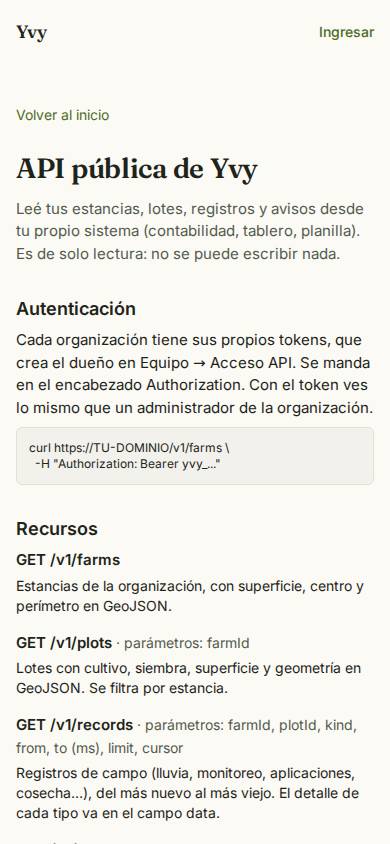 Yvy
Ingresar
Volver al inicio
API pública de Yvy
Leé tus estancias, lotes, registros y avisos desde
tu propio sistema (contabilidad, tablero, planilla).
Es de solo lectura: no se puede escribir nada.
Autenticación
Cada organización tiene sus propios tokens, que
crea el dueño en Equipo → Acceso API. Se manda
en el encabezado Authorization. Con el token ves
lo mismo que un administrador de la organización.
curl https://TU-DOMINIO/v1/farms \
-H "Authorization: Bearer yvy_..."
Recursos
GET /v1/farms
Estancias de la organización, con superficie, centro y
perímetro en GeoJSON.
GET /v1/plots · parámetros: farmId
Lotes con cultivo, siembra, superficie y geometría en
GeoJSON. Se filtra por estancia.
GET /v1/records · parámetros: farmId, plotId, kind,
from, to (ms), limit, cursor
Registros de campo (lluvia, monitoreo, aplicaciones,
cosecha…), del más nuevo al más viejo. El detalle de
cada tipo va en el campo data.